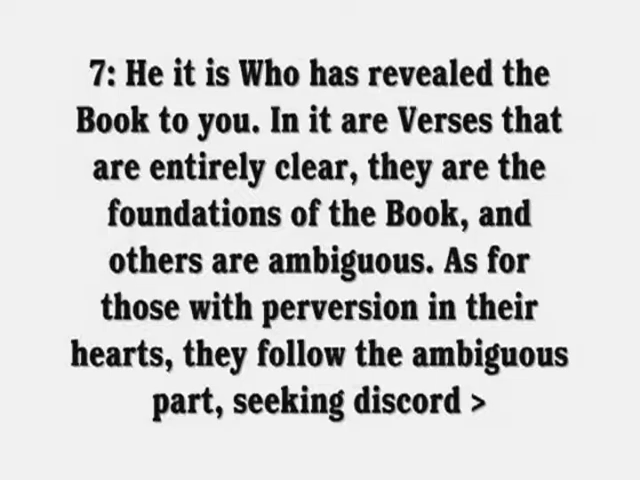 7: He it is Who has revealed the
Book to you. In it are Verses that
are entirely clear, they are the
foundations of the Book, and
others are ambiguous. As for
those with perversion in their
hearts, they follow the ambiguous
part, seeking discord >